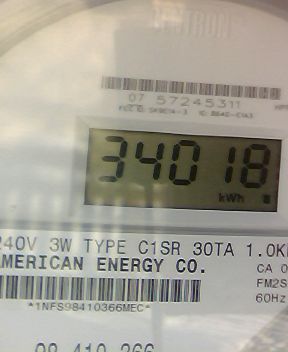 07 57245311
34018
kWh
240V 3W TYPE C1SR 30TA 1.0K
AMERICAN ENERGY CO.
CA 0
FM2S
60Hz
*1NFS98410366MEC*
98 410 366